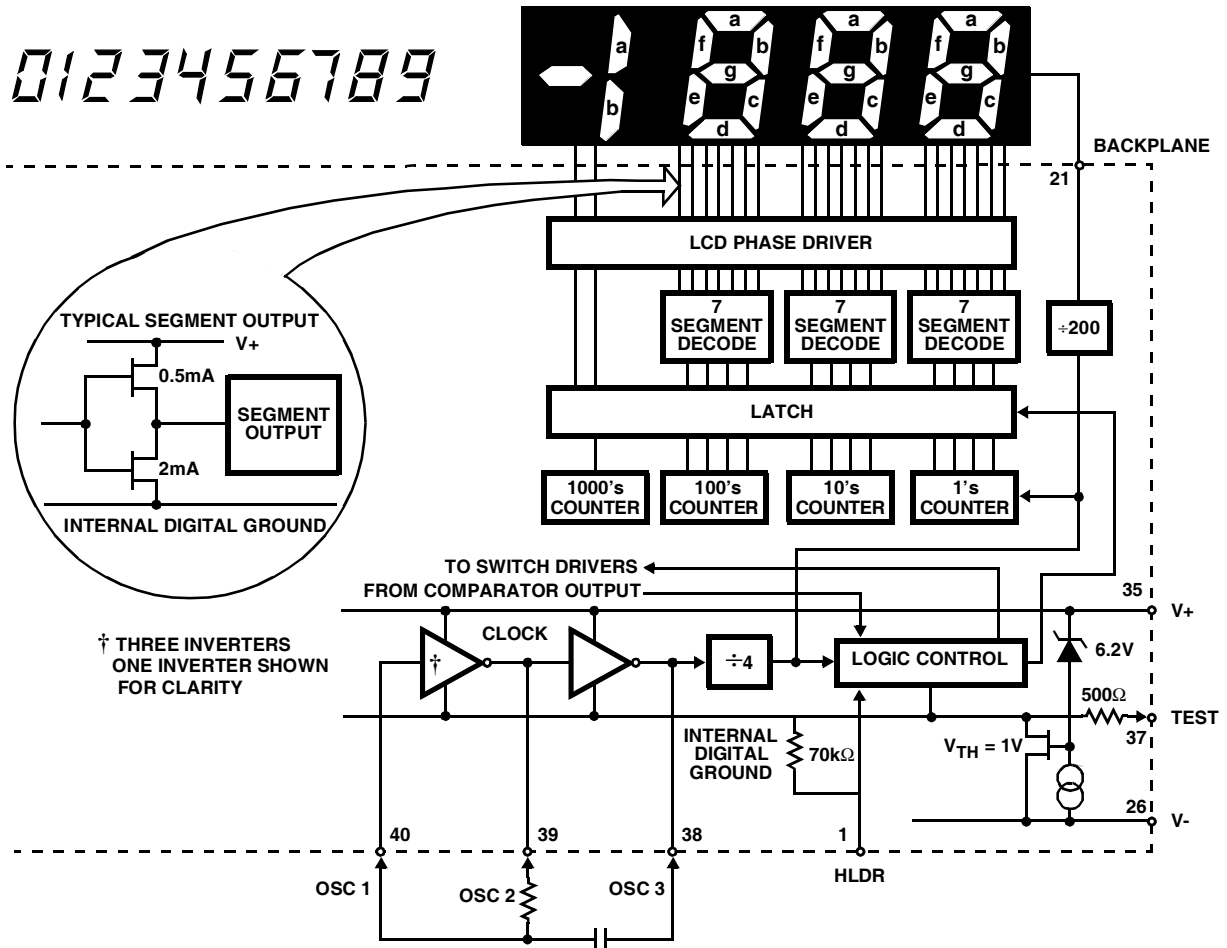 0123456789
a
b
a
f
b
g
e
c
d
a
f
b
g
e
c
d
a
f
b
g
e
c
d
BACKPLANE
21
LCD PHASE DRIVER
7
SEGMENT
DECODE
7
SEGMENT
DECODE
7
SEGMENT
DECODE
÷200
LATCH
1000's
COUNTER
100's
COUNTER
10's
COUNTER
1's
COUNTER
TYPICAL SEGMENT OUTPUT
V+
0.5mA
SEGMENT
OUTPUT
2mA
INTERNAL DIGITAL GROUND
TO SWITCH DRIVERS
FROM COMPARATOR OUTPUT
35
V+
† THREE INVERTERS
ONE INVERTER SHOWN
FOR CLARITY
†
CLOCK
÷4
LOGIC CONTROL
6.2V
500Ω
TEST
37
INTERNAL
DIGITAL
GROUND
70kΩ
VTH = 1V
26
V-
40
39
38
1
OSC 1
OSC 2
OSC 3
HLDR